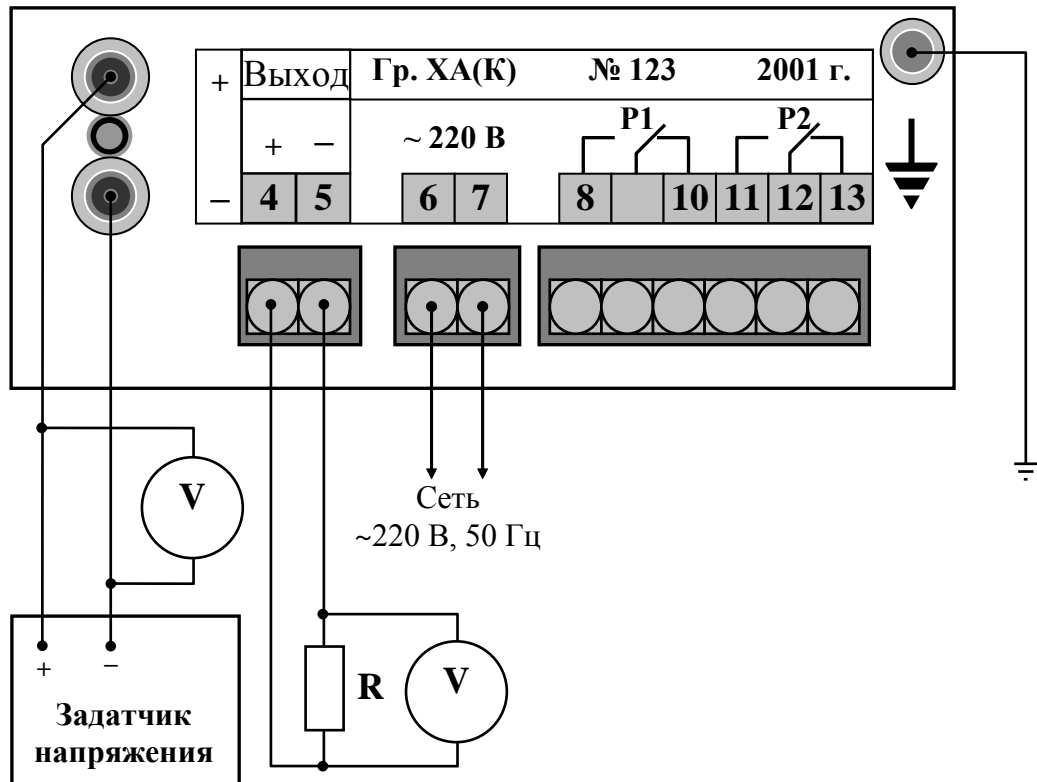 + Выход Гр. ХА(К) № 123 2001 г.
+ – ~ 220 В Р1 Р2
– 4 5 6 7 8 10 11 12 13
Сеть
~220 В, 50 Гц
V
+ –
R V
Задатчик
напряжения